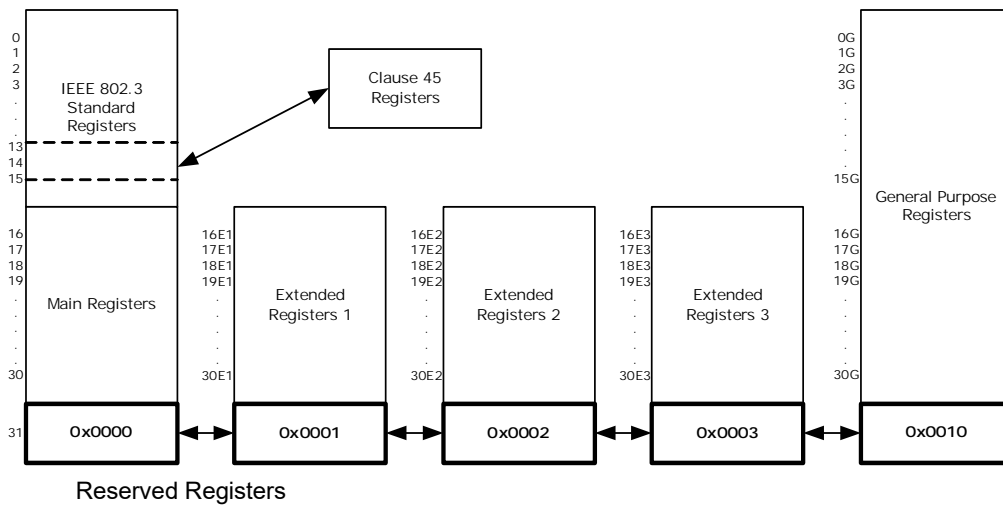 0
1
2
3
.
.
.
13
14
15
IEEE 802.3
Standard
Registers
Clause 45
Registers
16
17
18
19
.
.
.
.
.
30
Main Registers
16E1
17E1
18E1
19E1
.
.
.
.
.
30E1
Extended
Registers 1
16E2
17E2
18E2
19E2
.
.
.
.
.
30E2
Extended
Registers 2
16E3
17E3
18E3
19E3
.
.
.
.
.
30E3
Extended
Registers 3
0G
1G
2G
3G
.
.
.
.
.
15G
16G
17G
18G
19G
.
.
.
.
.
30G
General Purpose
Registers
31
0x0000
0x0001
0x0002
0x0003
0x0010
Reserved Registers